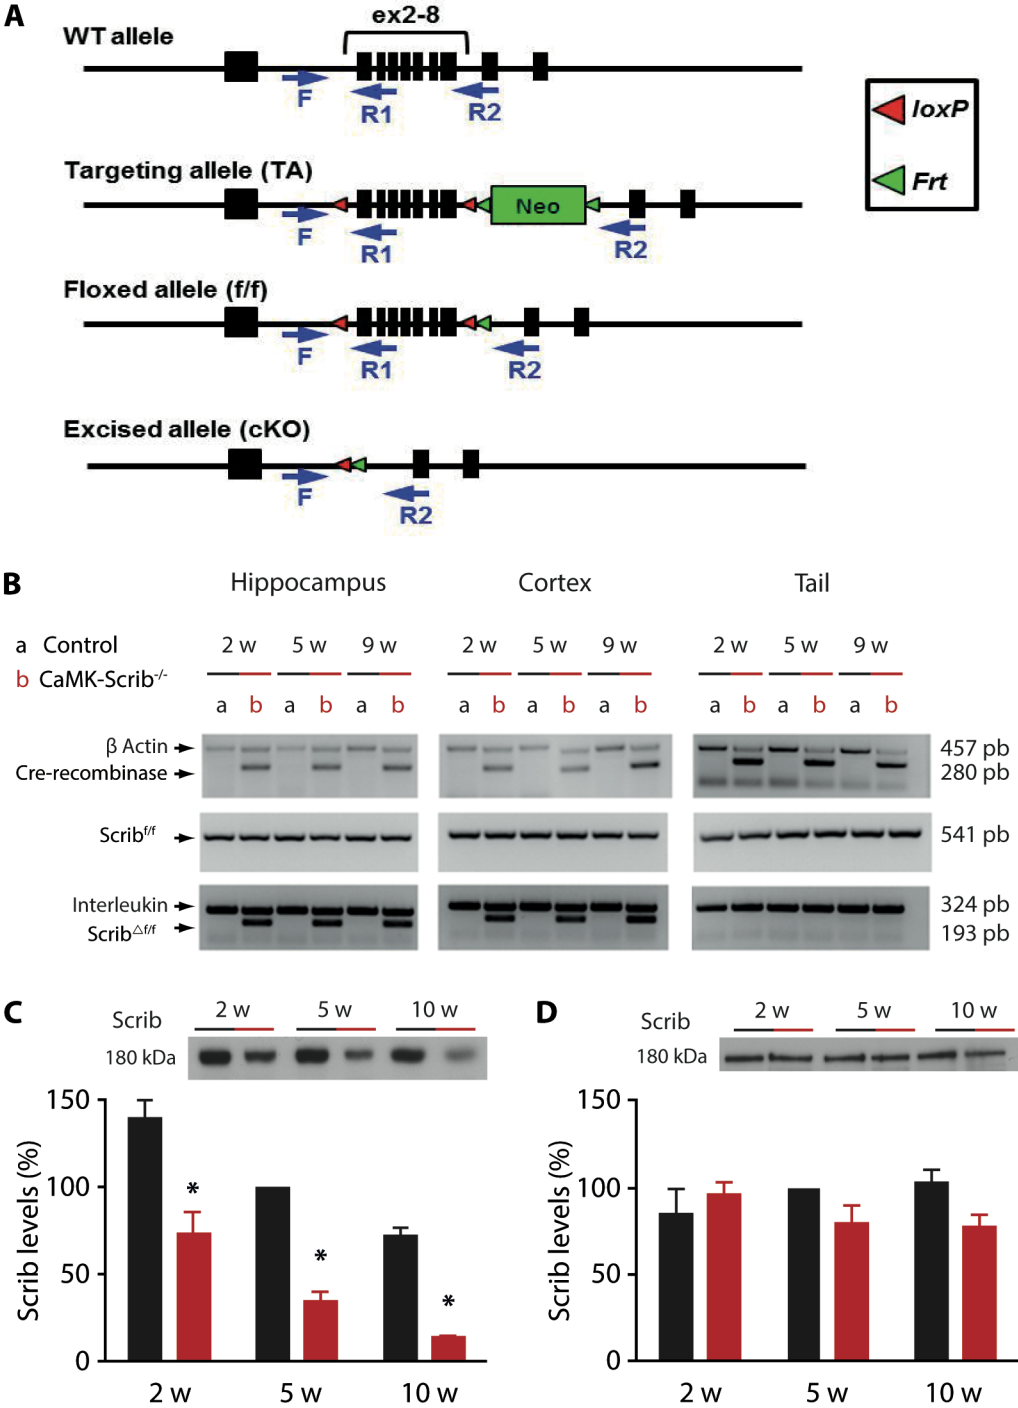 A
ex2-8
WT allele
F
R1
R2
loxP
Frt
Targeting allele (TA)
Neo
F
R1
R2
Floxed allele (f/f)
F
R1
R2
Excised allele (cKO)
F
R2
B
Hippocampus Cortex Tail
a Control 2 w 5 w 9 w 2 w 5 w 9 w 2 w 5 w 9 w
b CaMK-Scrib-/-
a b a b a b a b a b a b a b a b a b
β Actin 457 pb
Cre-recombinase 280 pb
Scribf/f 541 pb
Interleukin 324 pb
Scrib△f/f 193 pb
C
Scrib 2 w 5 w 10 w
180 kDa
Scrib levels (%)
150
100
50
0
* * *
2 w 5 w 10 w
D
Scrib 2 w 5 w 10 w
180 kDa
Scrib levels (%)
150
100
50
0
2 w 5 w 10 w